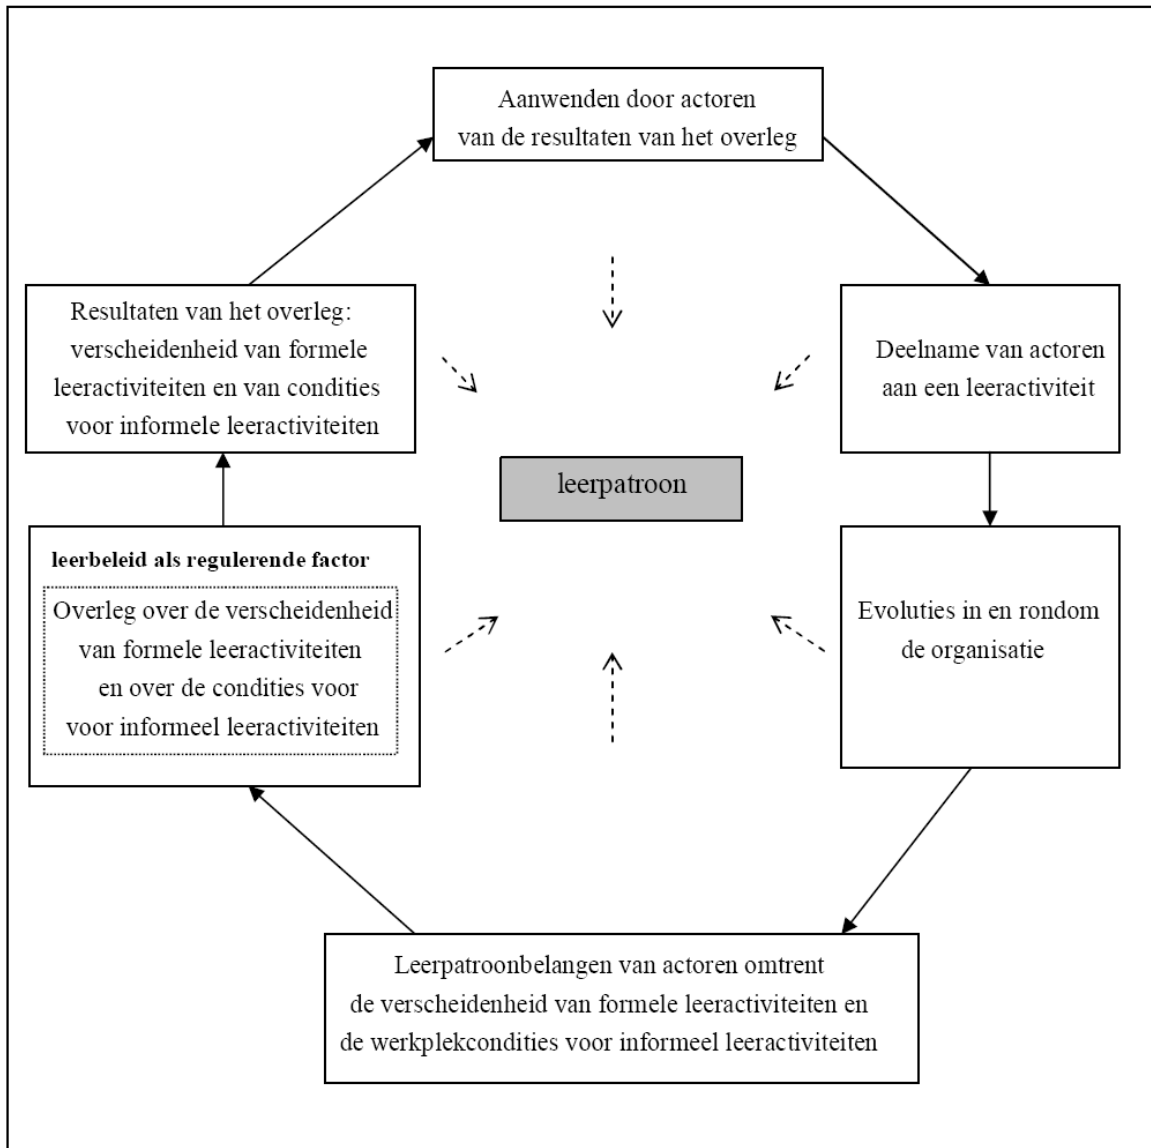 Aanwenden door actoren
van de resultaten van het overleg
Resultaten van het overleg:
verscheidenheid van formele
leeractiviteiten en van condities
voor informele leeractiviteiten
Deelname van actoren
aan een leeractiviteit
leerpatroon
leerbeleid als regulerende factor
Overleg over de verscheidenheid
van formele leeractiviteiten
en over de condities voor
voor informeel leeractiviteiten
Evoluties in en rondom
de organisatie
Leerpatroonbelangen van actoren omtrent
de verscheidenheid van formele leeractiviteiten en
de werkplekcondities voor informeel leeractiviteiten